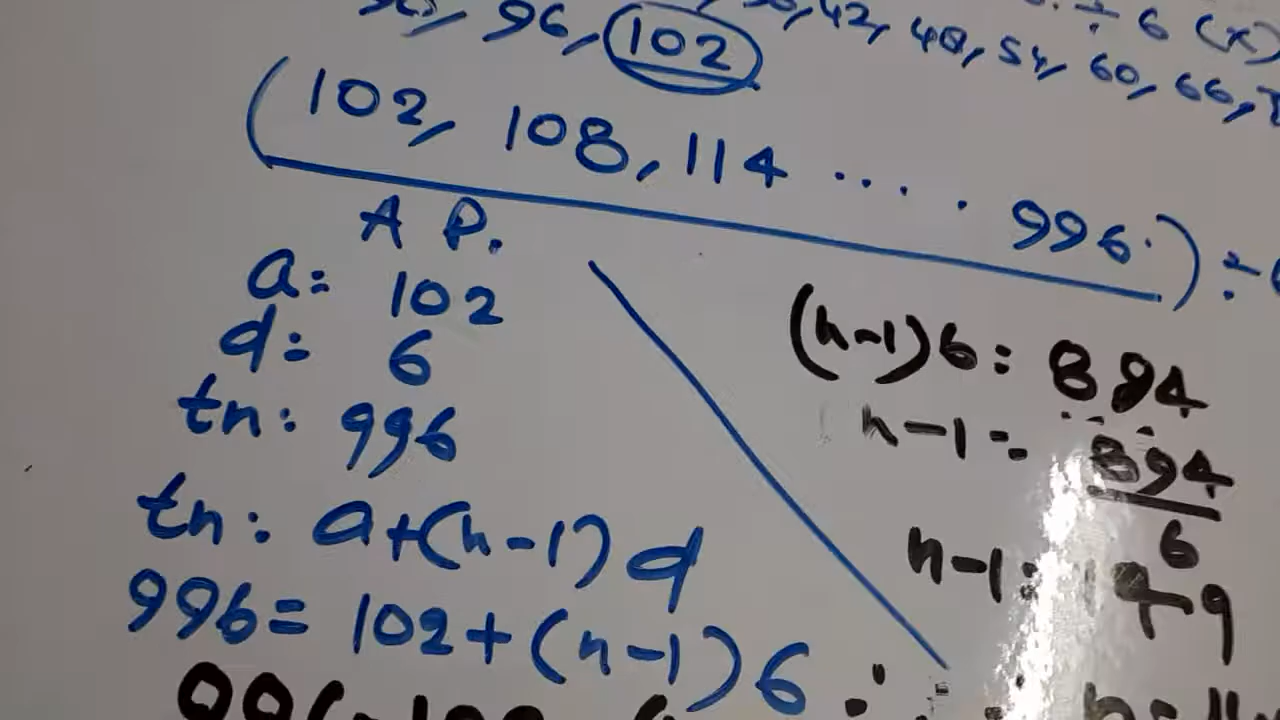 96, 102
42, 48, 54, 60, 66,
÷ 6 (x)
(102, 108, 114 ..... 996.) ÷
A P.
a = 102
d = 6
tn = 996
tn = a+(n-1)d
996 = 102+(n-1)6
(n-1)6 = 894
n-1 = 894
6
n-1 = 149